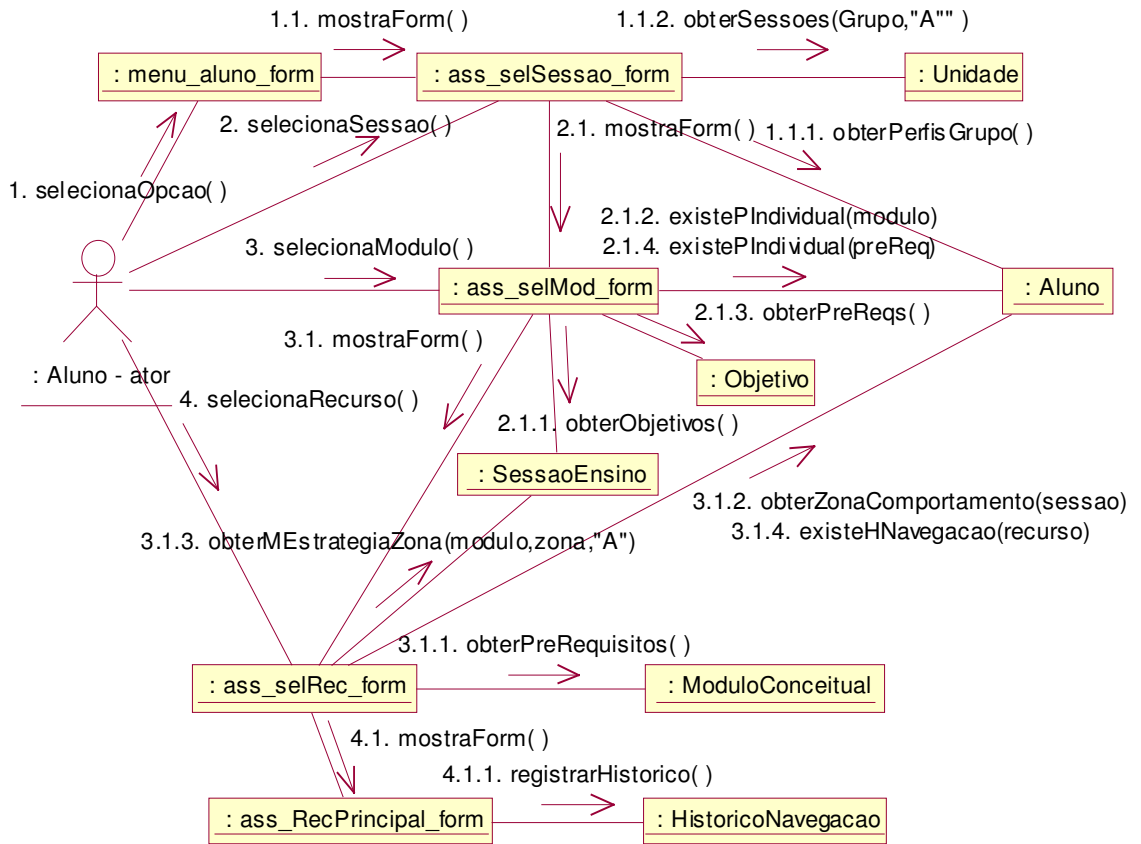 1.1. mostraForm( )
1.1.2. obterSessoes(Grupo,"A"" )
: menu_aluno_form
: ass_selSessao_form
: Unidade
2. selecionaSessao( )
2.1. mostraForm( )
1.1.1. obterPerfisGrupo( )
1. selecionaOpcao( )
2.1.2. existePIndividual(modulo)
3. selecionaModulo( )
2.1.4. existePIndividual(preReq)
: ass_selMod_form
: Aluno
2.1.3. obterPreReqs( )
3.1. mostraForm( )
: Aluno - ator
: Objetivo
4. selecionaRecurso( )
2.1.1. obterObjetivos( )
: SessaoEnsino
3.1.2. obterZonaComportamento(sessao)
3.1.4. existeHNavegacao(recurso)
3.1.3. obterMEstrategiaZona(modulo,zona,"A")
3.1.1. obterPreRequisitos( )
: ass_selRec_form
: ModuloConceitual
4.1. mostraForm( )
4.1.1. registrarHistorico( )
: ass_RecPrincipal_form
: HistoricoNavegacao